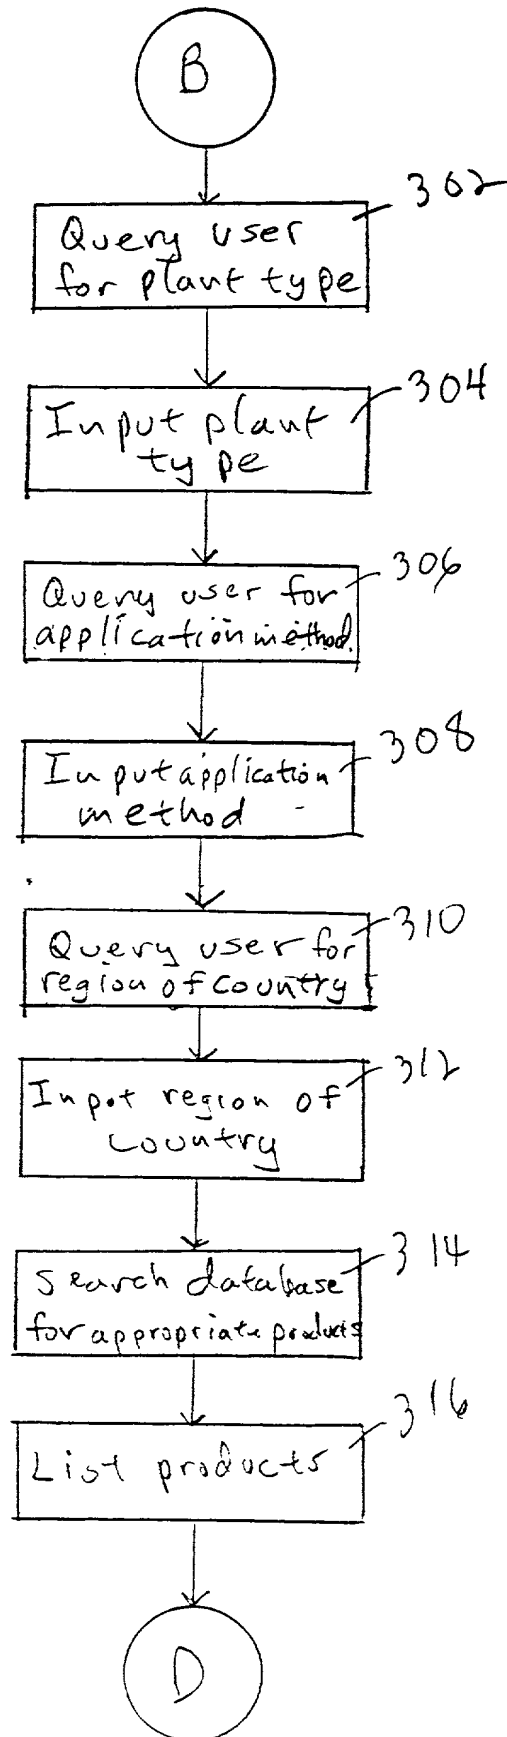 B
302
Query user
for plant type
304
Input plant
type
306
Query user for
application method
308
Input application
method
310
Query user for
region of country
312
Input region of
country
314
Search database
for appropriate products
316
List products
D